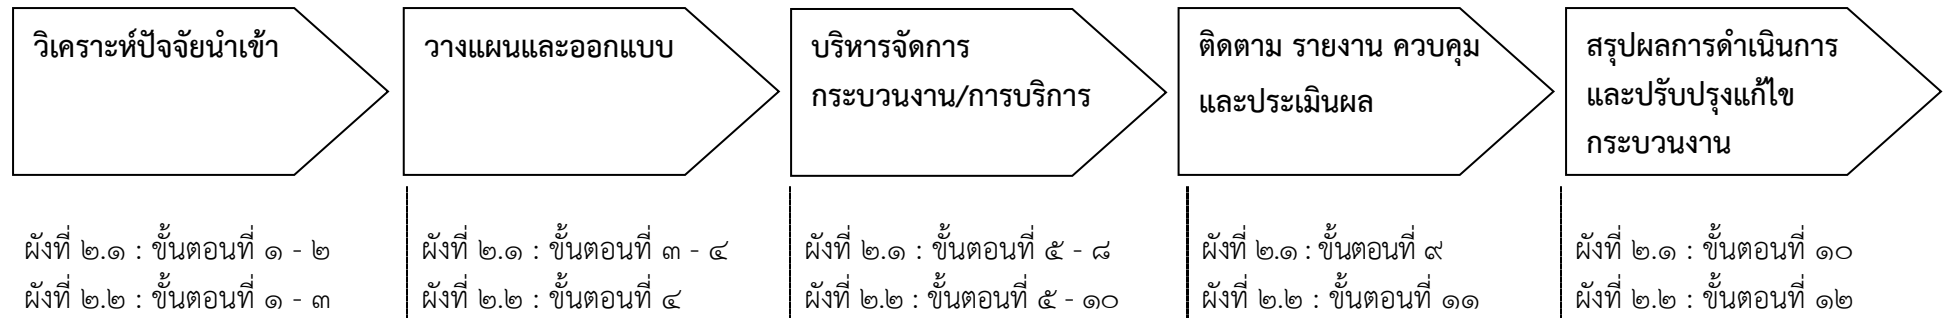 วิเคราะห์ปัจจัยนำเข้า
วางแผนและออกแบบ
บริหารจัดการ
กระบวนงาน/การบริการ
ติดตาม รายงาน ควบคุม
และประเมินผล
สรุปผลการดำเนินการ
และปรับปรุงแก้ไข
กระบวนงาน
ผังที่ ๒.๑ : ขั้นตอนที่ ๑ - ๒
ผังที่ ๒.๒ : ขั้นตอนที่ ๑ - ๓
ผังที่ ๒.๑ : ขั้นตอนที่ ๓ - ๔
ผังที่ ๒.๒ : ขั้นตอนที่ ๔
ผังที่ ๒.๑ : ขั้นตอนที่ ๕ - ๘
ผังที่ ๒.๒ : ขั้นตอนที่ ๕ - ๑๐
ผังที่ ๒.๑ : ขั้นตอนที่ ๙
ผังที่ ๒.๒ : ขั้นตอนที่ ๑๑
ผังที่ ๒.๑ : ขั้นตอนที่ ๑๐
ผังที่ ๒.๒ : ขั้นตอนที่ ๑๒